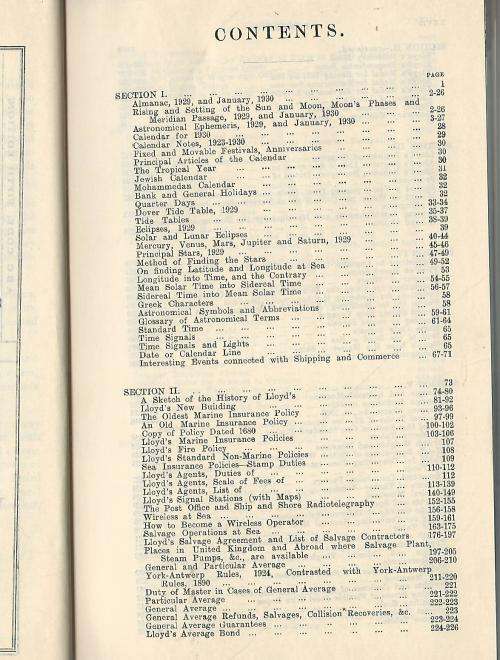 CONTENTS.
PAGE
SECTION I. ... 1
Almanac, 1929, and January, 1930 ... 2-26
Rising and Setting of the Sun and Moon, Moon's Phases and
Meridian Passage, 1929, and January, 1930 ... 2-26
Astronomical Ephemeris, 1929, and January, 1930 ... 3-27
Calendar for 1930 ... 28
Calendar Notes, 1923-1930 ... 29
Fixed and Movable Festivals, Anniversaries ... 30
Principal Articles of the Calendar ... 30
The Tropical Year ... 30
Jewish Calendar ... 31
Mohammedan Calendar ... 32
Bank and General Holidays ... 32
Quarter Days ... 32
Dover Tide Table, 1929 ... 33-34
Tide Tables ... 35-37
Eclipses, 1929 ... 38-39
Solar and Lunar Eclipses ... 39
Mercury, Venus, Mars, Jupiter and Saturn, 1929 ... 40-44
Principal Stars, 1929 ... 45-46
Method of Finding the Stars ... 47-49
On finding Latitude and Longitude at Sea ... 49-52
Longitude into Time, and the Contrary ... 53
Mean Solar Time into Sidereal Time ... 54-55
Sidereal Time into Mean Solar Time ... 56-57
Greek Characters ... 58
Astronomical Symbols and Abbreviations ... 58
Glossary of Astronomical Terms ... 59-61
Standard Time ... 61-64
Time Signals ... 65
Time Signals and Lights ... 65
Date or Calendar Line ... 65
Interesting Events connected with Shipping and Commerce ... 67-71
SECTION II. ... 73
A Sketch of the History of Lloyd's ... 74-80
Lloyd's New Building ... 81-92
The Oldest Marine Insurance Policy ... 93-96
An Old Marine Insurance Policy ... 97-99
Copy of Policy Dated 1680 ... 100-102
Lloyd's Marine Insurance Policies ... 103-106
Lloyd's Fire Policy ... 107
Lloyd's Standard Non-Marine Policies ... 108
Sea Insurance Policies—Stamp Duties ... 109
Lloyd's Agents, Duties of ... 110-112
Lloyd's Agents, Scale of Fees of ... 112
Lloyd's Agents, List of ... 113-139
Lloyd's Signal Stations (with Maps) ... 140-149
The Post Office and Ship and Shore Radiotelegraphy ... 152-155
Wireless at Sea ... 156-158
How to Become a Wireless Operator ... 159-161
Salvage Operations at Sea ... 163-175
Lloyd's Salvage Agreement and List of Salvage Contractors ... 176-197
Places in United Kingdom and Abroad where Salvage Plant,
Steam Pumps, &c., are available ... 197-205
General and Particular Average ... 206-210
York-Antwerp Rules, 1924, Contrasted with York-Antwerp
Rules, 1890 ... 211-220
Duty of Master in Cases of General Average ... 221
Particular Average ... 221-222
General Average ... 222-223
General Average Refunds, Salvages, Collision Recoveries, &c. ... 223
General Average Guarantees ... 223-224
Lloyd's Average Bond ... 224-226